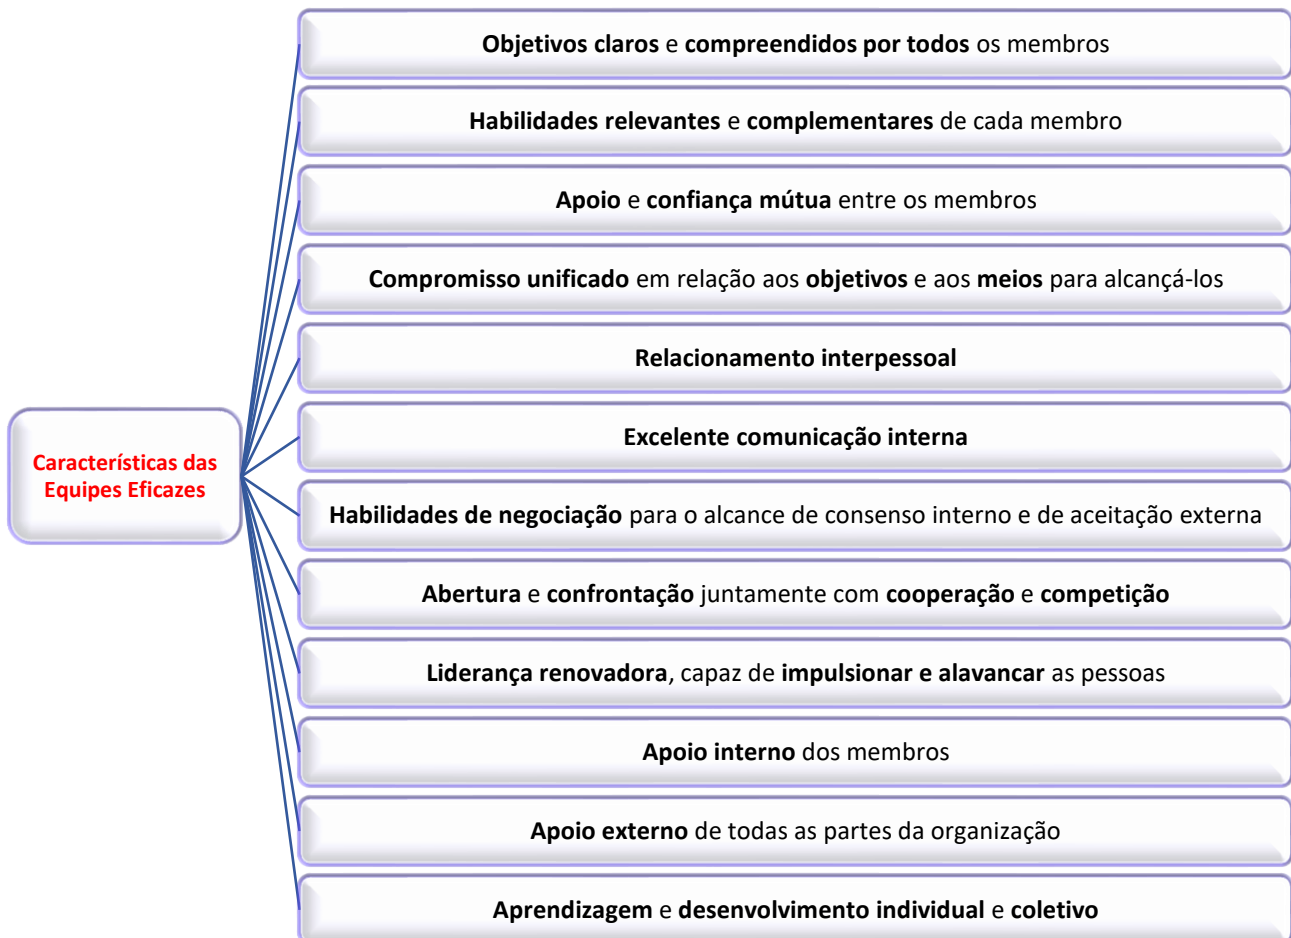 Objetivos claros e compreendidos por todos os membros
Habilidades relevantes e complementares de cada membro
Apoio e confiança mútua entre os membros
Compromisso unificado em relação aos objetivos e aos meios para alcançá-los
Relacionamento interpessoal
Excelente comunicação interna
Características das
Equipes Eficazes
Habilidades de negociação para o alcance de consenso interno e de aceitação externa
Abertura e confrontação juntamente com cooperação e competição
Liderança renovadora, capaz de impulsionar e alavancar as pessoas
Apoio interno dos membros
Apoio externo de todas as partes da organização
Aprendizagem e desenvolvimento individual e coletivo